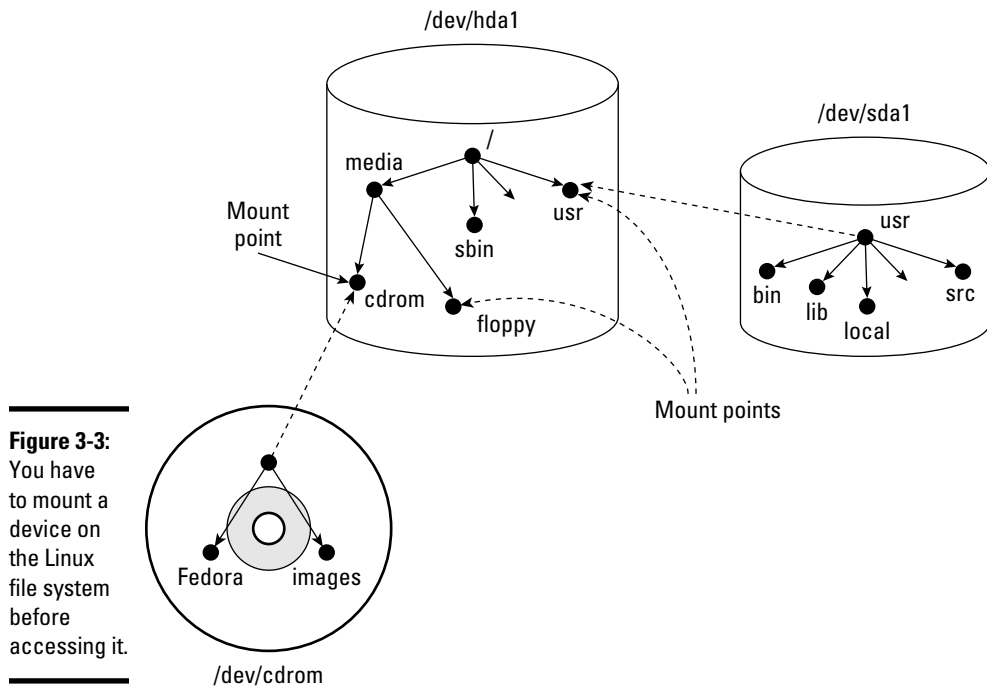 /dev/hda1
/dev/sda1
/
media
usr
Mount
point
sbin
cdrom
floppy
usr
bin
lib
local
src
Mount points
Figure 3-3:
You have
to mount a
device on
the Linux
file system
before
accessing it.
Fedora
images
/dev/cdrom